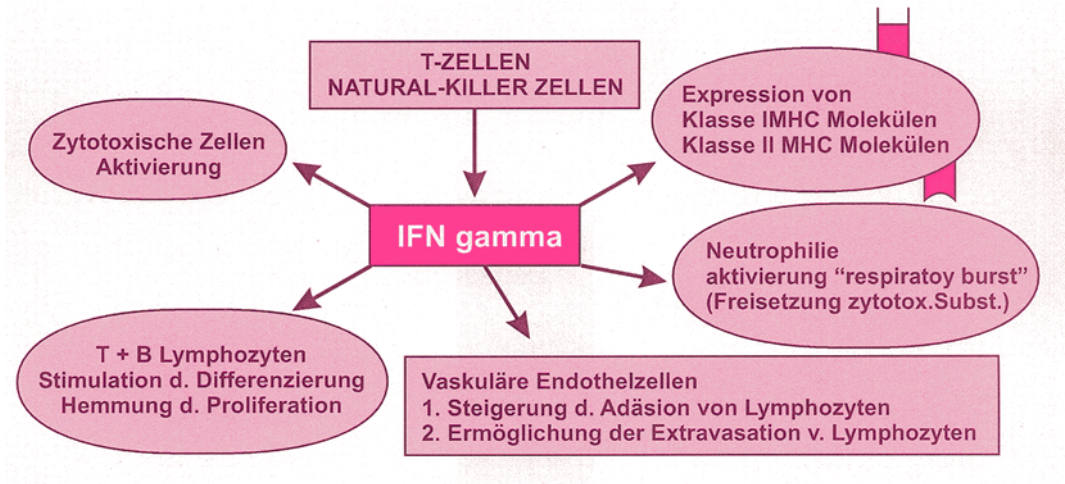 T-ZELLEN
NATURAL-KILLER ZELLEN
Expression von
Klasse IMHC Molekülen
Klasse II MHC Molekülen
Zytotoxische Zellen
Aktivierung
IFN gamma
Neutrophilie
aktivierung “respiratoy burst”
(Freisetzung zytotox.Subst.)
T + B Lymphozyten
Stimulation d. Differenzierung
Hemmung d. Proliferation
Vaskuläre Endothelzellen
1. Steigerung d. Adäsion von Lymphozyten
2. Ermöglichung der Extravasation v. Lymphozyten